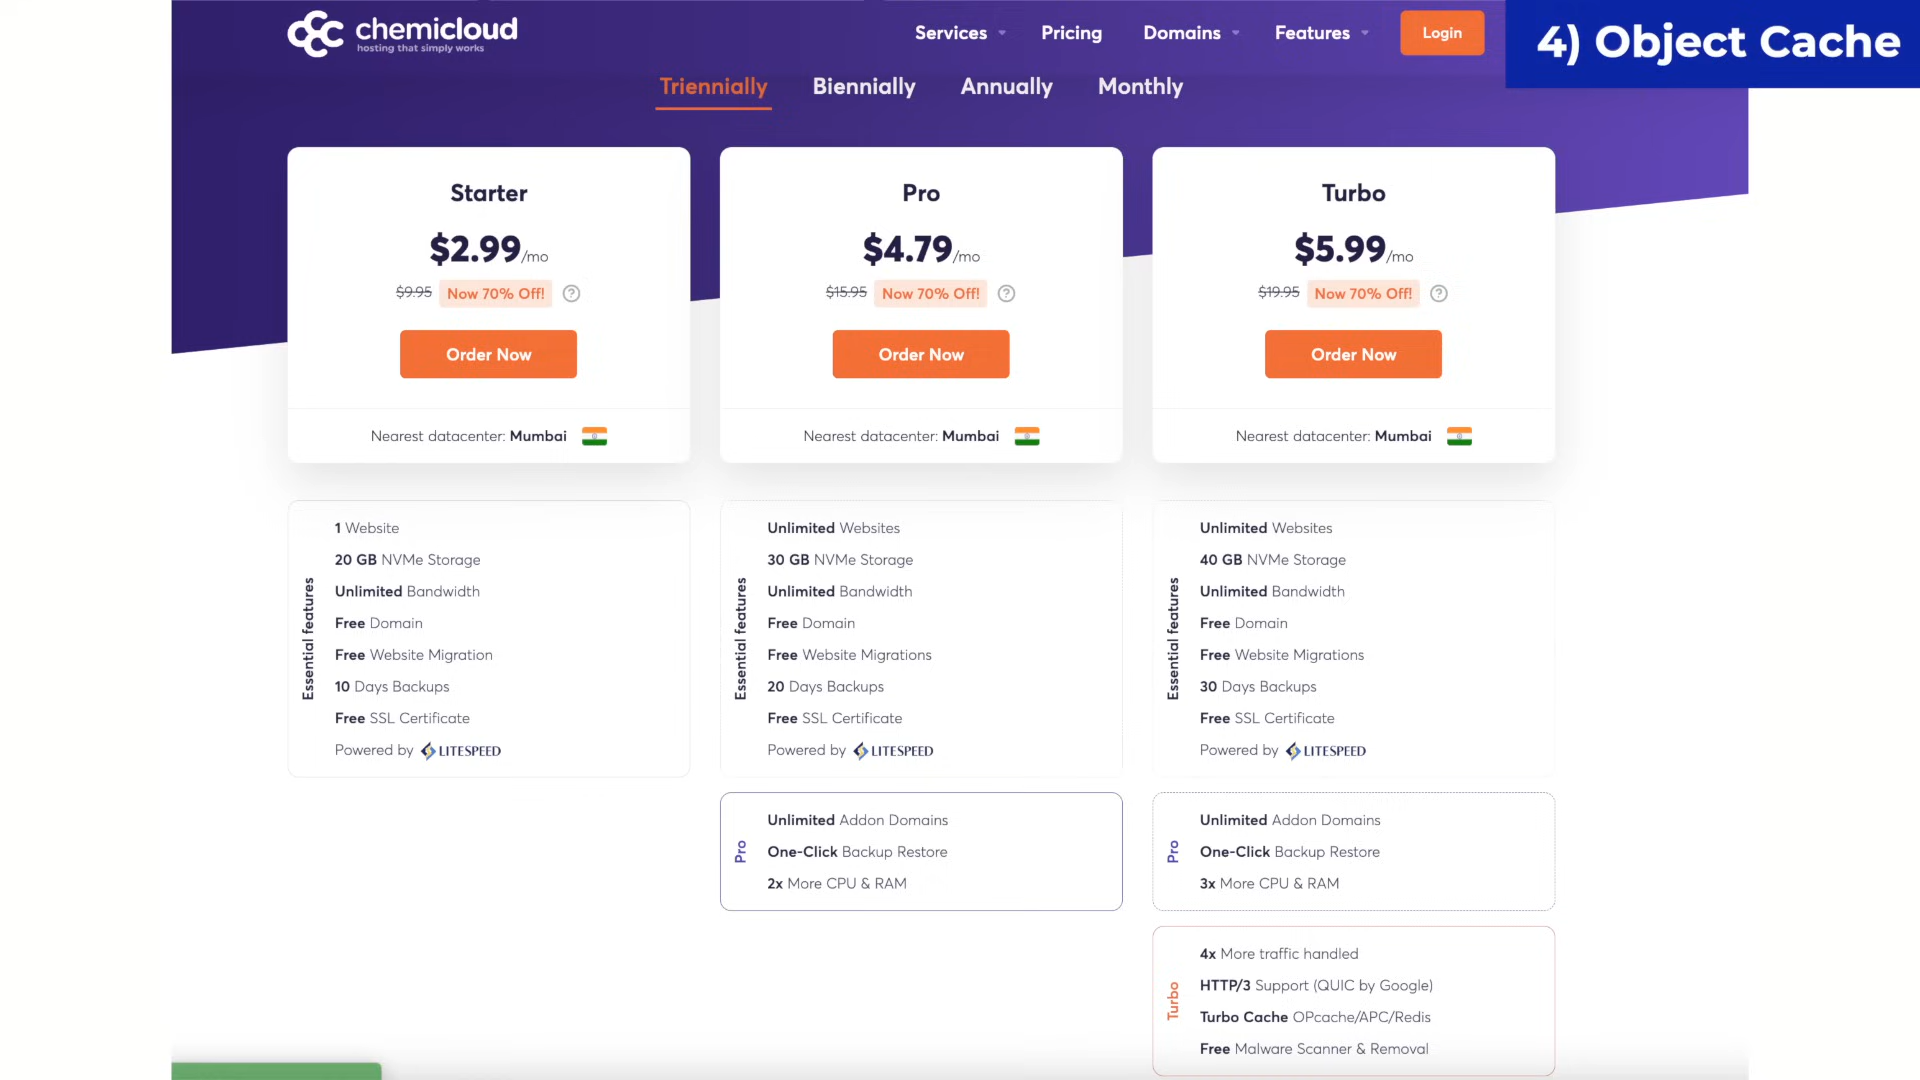 chemicloud
hosting that simply works
Services
Pricing
Domains
Features
Login
4) Object Cache
Triennially
Biennially
Annually
Monthly
Starter
$2.99/mo
$9.95 Now 70% Off! ?
Order Now
Nearest datacenter: Mumbai
Pro
$4.79/mo
$15.95 Now 70% Off! ?
Order Now
Nearest datacenter: Mumbai
Turbo
$5.99/mo
$19.95 Now 70% Off! ?
Order Now
Nearest datacenter: Mumbai
Essential features
1 Website
20 GB NVMe Storage
Unlimited Bandwidth
Free Domain
Free Website Migration
10 Days Backups
Free SSL Certificate
Powered by LITESPEED
Essential features
Unlimited Websites
30 GB NVMe Storage
Unlimited Bandwidth
Free Domain
Free Website Migrations
20 Days Backups
Free SSL Certificate
Powered by LITESPEED
Essential features
Unlimited Websites
40 GB NVMe Storage
Unlimited Bandwidth
Free Domain
Free Website Migrations
30 Days Backups
Free SSL Certificate
Powered by LITESPEED
Pro
Unlimited Addon Domains
One-Click Backup Restore
2x More CPU & RAM
Pro
Unlimited Addon Domains
One-Click Backup Restore
3x More CPU & RAM
Turbo
4x More traffic handled
HTTP/3 Support (QUIC by Google)
Turbo Cache OPcache/APC/Redis
Free Malware Scanner & Removal